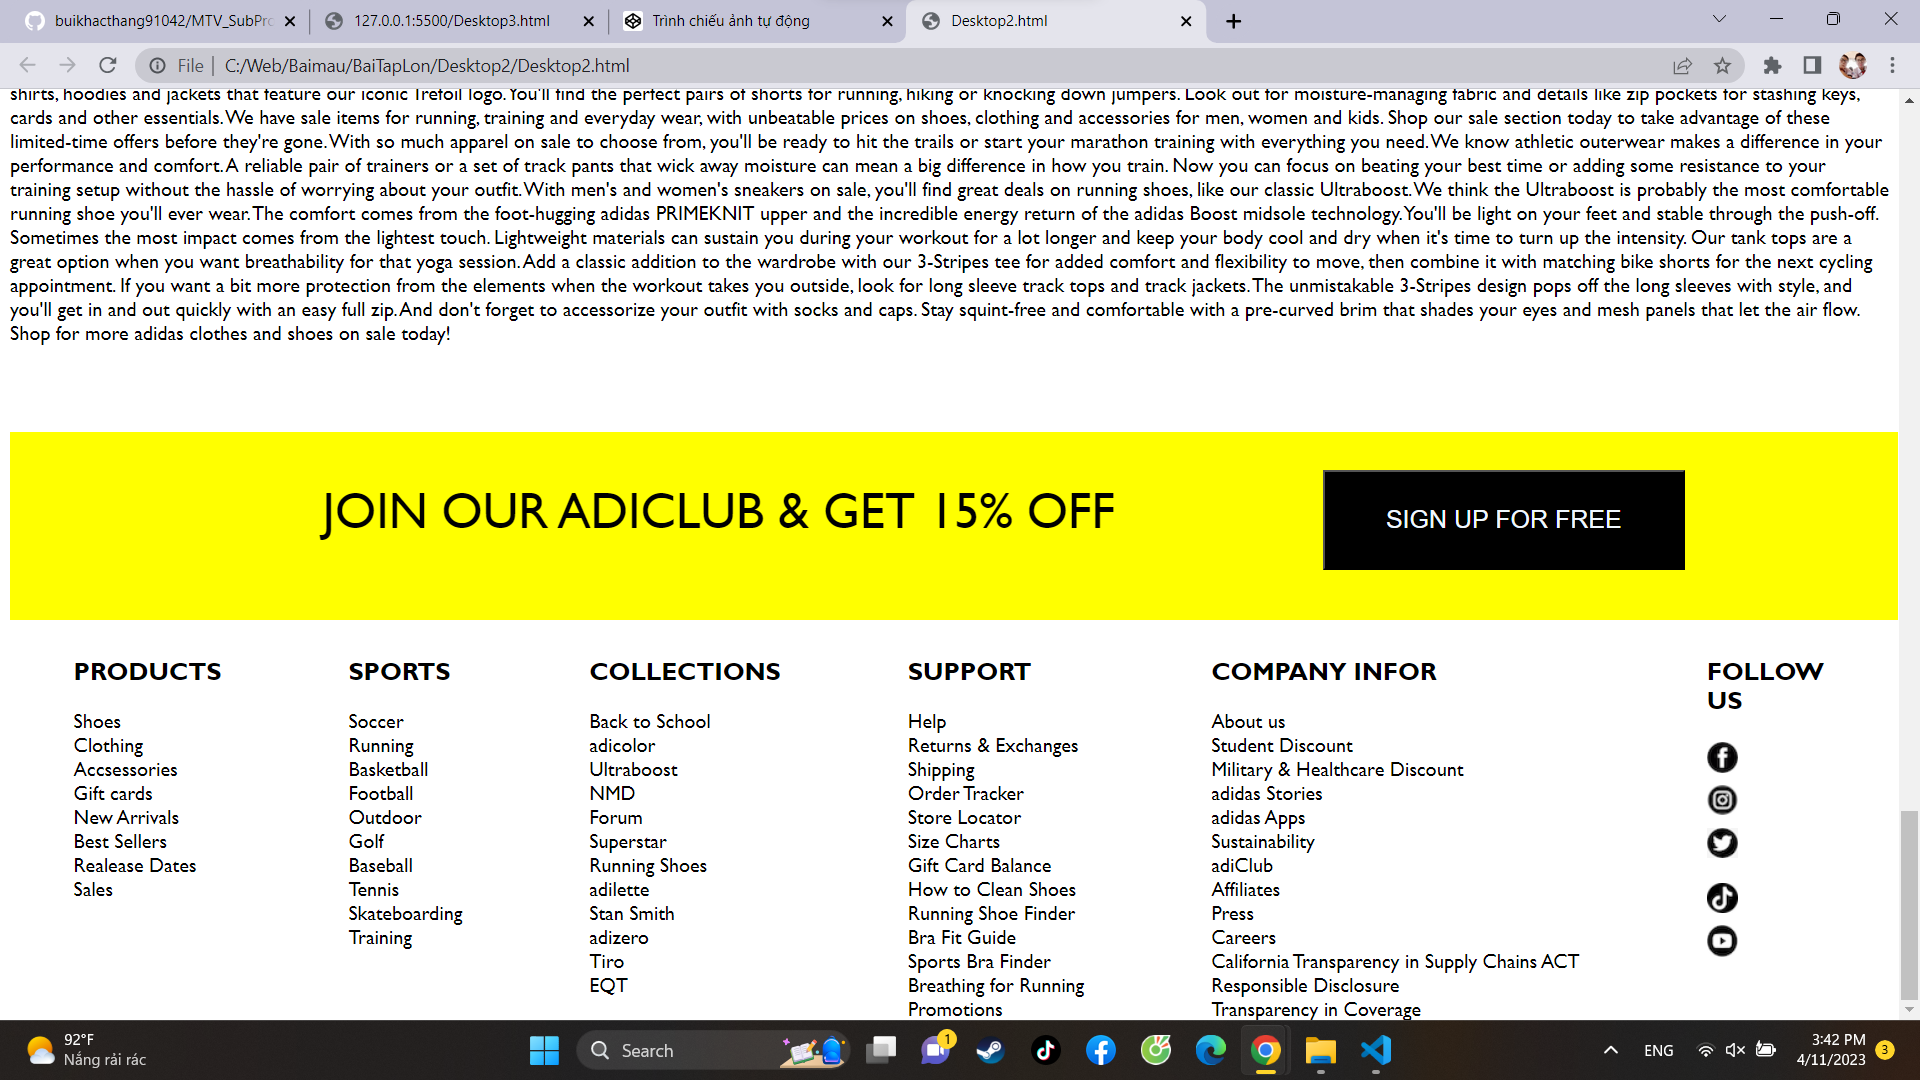 buikhacthang91042/MTV_SubPro
127.0.0.1:5500/Desktop3.html
Trình chiếu ảnh tự động
Desktop2.html
File
C:/Web/Baimau/BaiTapLon/Desktop2/Desktop2.html
shirts, hoodies and jackets that feature our iconic Trefoil logo. You'll find the perfect pairs of shorts for running, hiking or knocking down jumpers. Look out for moisture-managing fabric and details like zip pockets for stashing keys,
cards and other essentials. We have sale items for running, training and everyday wear, with unbeatable prices on shoes, clothing and accessories for men, women and kids. Shop our sale section today to take advantage of these
limited-time offers before they're gone. With so much apparel on sale to choose from, you'll be ready to hit the trails or start your marathon training with everything you need. We know athletic outerwear makes a difference in your
performance and comfort. A reliable pair of trainers or a set of track pants that wick away moisture can mean a big difference in how you train. Now you can focus on beating your best time or adding some resistance to your
training setup without the hassle of worrying about your outfit. With men's and women's sneakers on sale, you'll find great deals on running shoes, like our classic Ultraboost. We think the Ultraboost is probably the most comfortable
running shoe you'll ever wear. The comfort comes from the foot-hugging adidas PRIMEKNIT upper and the incredible energy return of the adidas Boost midsole technology. You'll be light on your feet and stable through the push-off.
Sometimes the most impact comes from the lightest touch. Lightweight materials can sustain you during your workout for a lot longer and keep your body cool and dry when it's time to turn up the intensity. Our tank tops are a
great option when you want breathability for that yoga session. Add a classic addition to the wardrobe with our 3-Stripes tee for added comfort and flexibility to move, then combine it with matching bike shorts for the next cycling
appointment. If you want a bit more protection from the elements when the workout takes you outside, look for long sleeve track tops and track jackets. The unmistakable 3-Stripes design pops off the long sleeves with style, and
you'll get in and out quickly with an easy full zip. And don't forget to accessorize your outfit with socks and caps. Stay squint-free and comfortable with a pre-curved brim that shades your eyes and mesh panels that let the air flow.
Shop for more adidas clothes and shoes on sale today!
JOIN OUR ADICLUB & GET 15% OFF
SIGN UP FOR FREE
PRODUCTS
Shoes
Clothing
Accsessories
Gift cards
New Arrivals
Best Sellers
Realease Dates
Sales
SPORTS
Soccer
Running
Basketball
Football
Outdoor
Golf
Baseball
Tennis
Skateboarding
Training
COLLECTIONS
Back to School
adicolor
Ultraboost
NMD
Forum
Superstar
Running Shoes
adilette
Stan Smith
adizero
Tiro
EQT
SUPPORT
Help
Returns & Exchanges
Shipping
Order Tracker
Store Locator
Size Charts
Gift Card Balance
How to Clean Shoes
Running Shoe Finder
Bra Fit Guide
Sports Bra Finder
Breathing for Running
Promotions
COMPANY INFOR
About us
Student Discount
Military & Healthcare Discount
adidas Stories
adidas Apps
Sustainability
adiClub
Affiliates
Press
Careers
California Transparency in Supply Chains ACT
Responsible Disclosure
Transparency in Coverage
FOLLOW
US
92°F
Nắng rải rác
Search
1
ENG
3:42 PM
4/11/2023
3